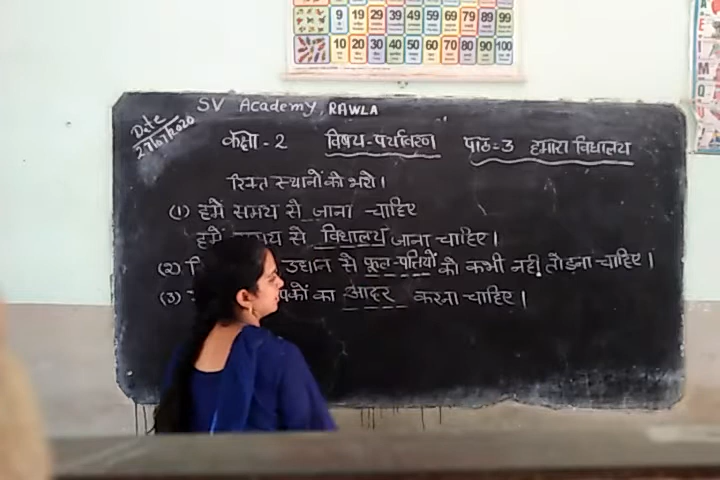 9 19 29 39 49 59 69 79 89 99
10 20 30 40 50 60 70 80 90 100
SV Academy, RAWLA
Date
कक्षा - 2 विषय - पर्यावरण पाठ = 3 हमारा विद्यालय
रिक्त स्थानों को भरो।
(1) हमें समय से जाना चाहिए
हमें से विद्यालय जाना चाहिए।
(2) उद्यान से फूल पत्तियों को कभी नहीं तोड़ना चाहिए।
(3) का आदर करना चाहिए।
A
E
I
M
Q
U